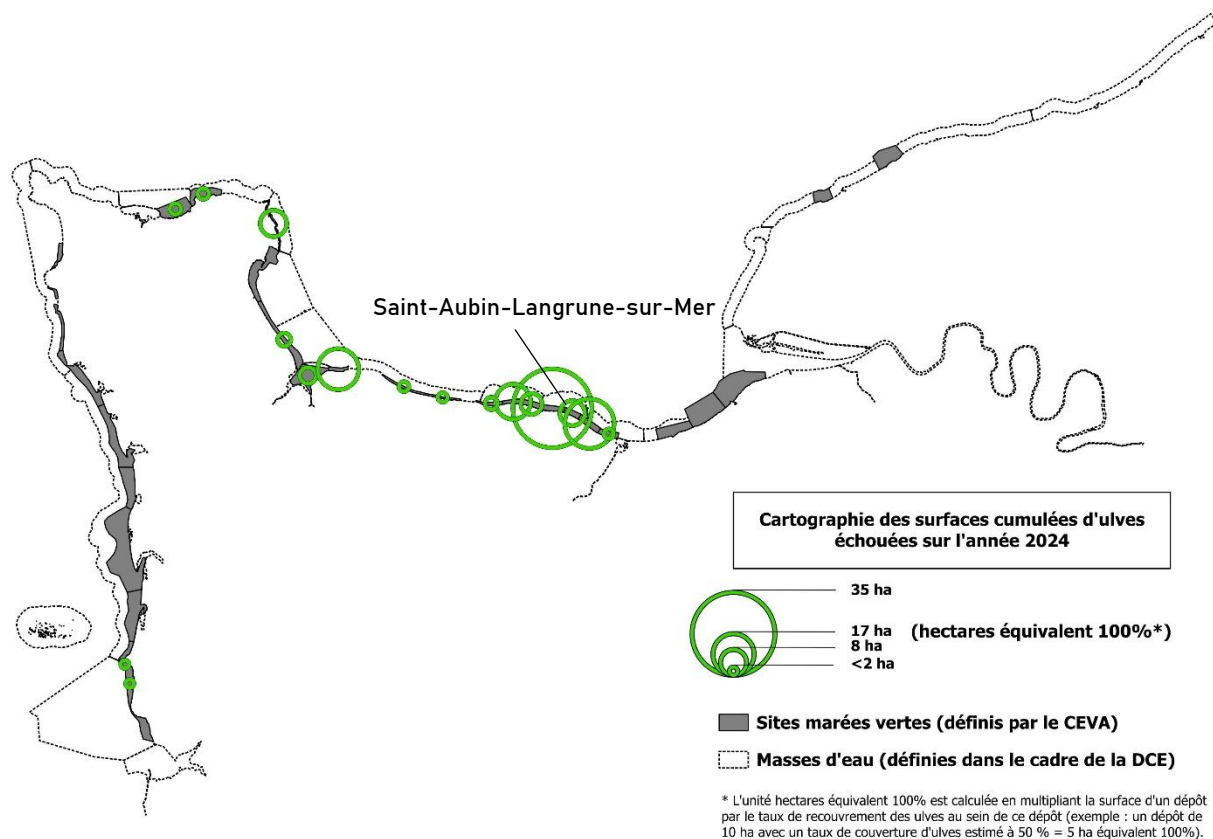 Saint-Aubin-Langrune-sur-Mer
Cartographie des surfaces cumulées d'ulves
échouées sur l'année 2024
35 ha
17 ha
(hectares équivalent 100%*)
8 ha
<2 ha
Sites marées vertes (définis par le CEVA)
Masses d'eau (définies dans le cadre de la DCE)
* L'unité hectares équivalent 100% est calculée en multipliant la surface d'un dépôt
par le taux de recouvrement des ulves au sein de ce dépôt (exemple : un dépôt de
10 ha avec un taux de couverture d'ulves estimé à 50 % = 5 ha équivalent 100%).